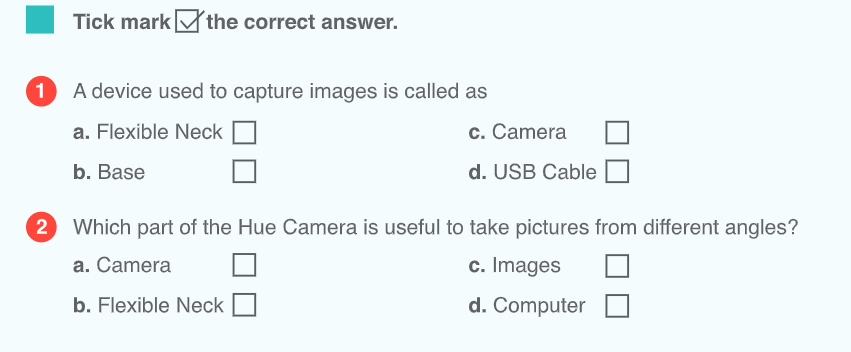 Tick mark the correct answer.
1 A device used to capture images is called as
a. Flexible Neck c. Camera
b. Base d. USB Cable
2 Which part of the Hue Camera is useful to take pictures from different angles?
a. Camera c. Images
b. Flexible Neck d. Computer